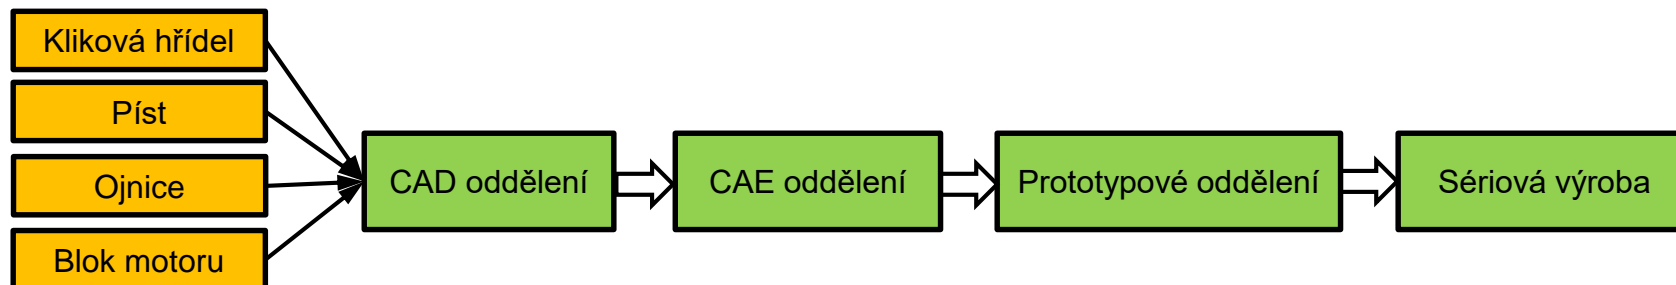 Kliková hřídel
Píst
Ojnice
Blok motoru
CAD oddělení
CAE oddělení
Prototypové oddělení
Sériová výroba